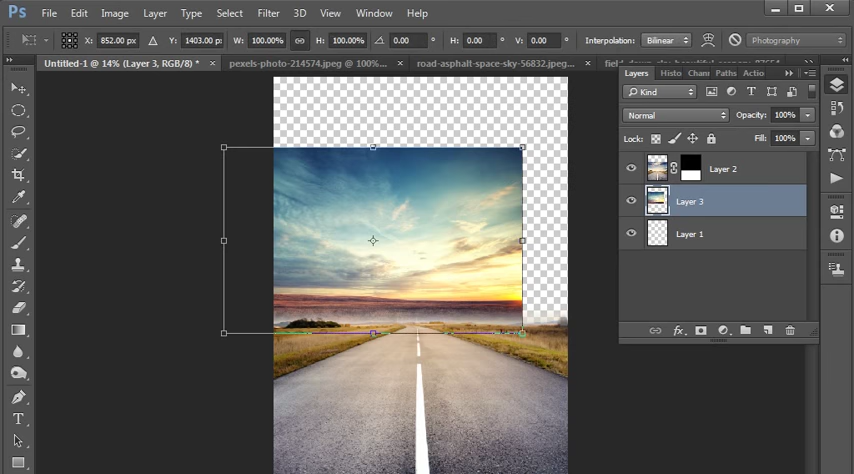 Ps File Edit Image Layer Type Select Filter 3D View Window Help
X: 852.00 px Y: 1403.00 px W: 100.00% H: 100.00% 0.00 ° H: 0.00 ° V: 0.00 ° Interpolation: Bilinear Photography
Untitled-1 @ 14% (Layer 3, RGB/8) * × pexels-photo-214574.jpeg @ 100%... × road-asphalt-space-sky-56832.jpeg... ×
Layers Histo Chan Paths Actio
Kind
Normal Opacity: 100%
Lock: Fill: 100%
Layer 2
Layer 3
Layer 1
fx